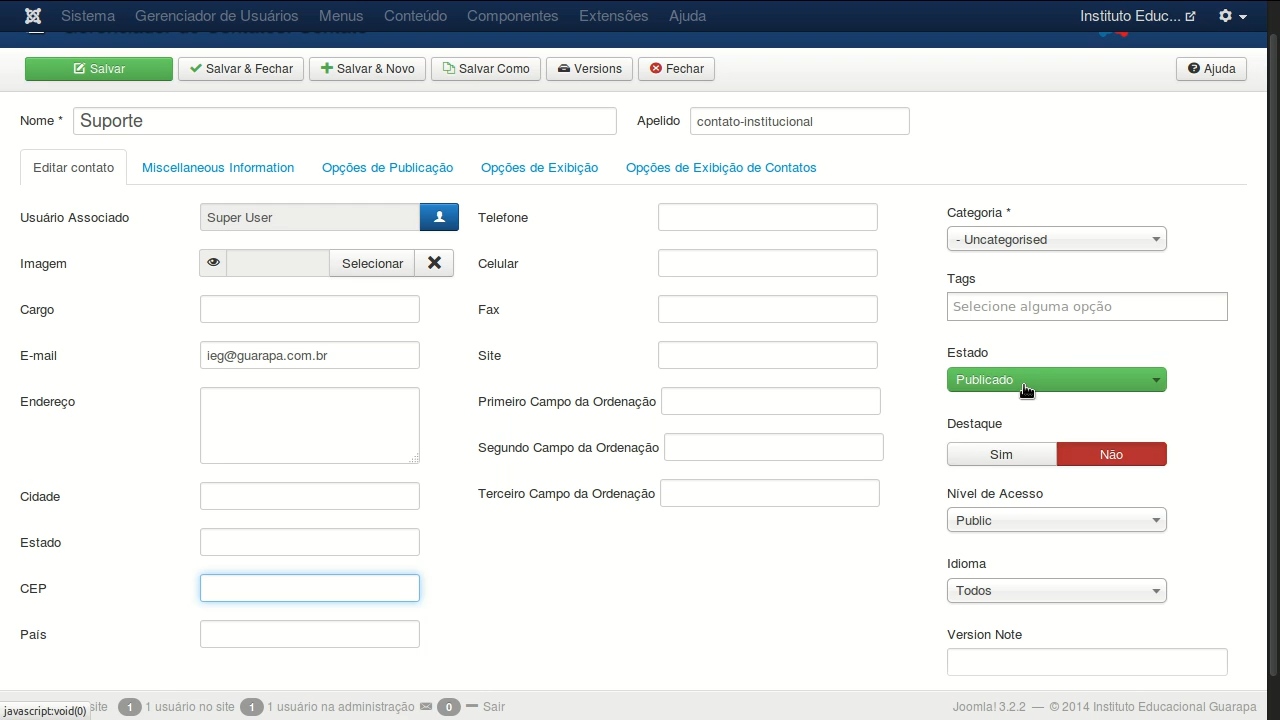 Sistema Gerenciador de Usuários Menus Conteúdo Componentes Extensões Ajuda Instituto Educ...
Salvar Salvar & Fechar Salvar & Novo Salvar Como Versions Fechar Ajuda
Nome * Suporte Apelido contato-institucional
Editar contato Miscellaneous Information Opções de Publicação Opções de Exibição Opções de Exibição de Contatos
Usuário Associado Super User Telefone Categoria *
- Uncategorised
Imagem Selecionar Celular
Tags
Selecione alguma opção
Cargo Fax
E-mail ieg@guarapa.com.br Site Estado
Publicado
Endereço Primeiro Campo da Ordenação
Destaque
Segundo Campo da Ordenação Sim Não
Cidade Terceiro Campo da Ordenação Nível de Acesso
Public
Estado
Idioma
CEP Todos
País Version Note
javascript:void(0) site 1 1 usuário no site 1 1 usuário na administração 0 Sair Joomla! 3.2.2 — © 2014 Instituto Educacional Guarapa